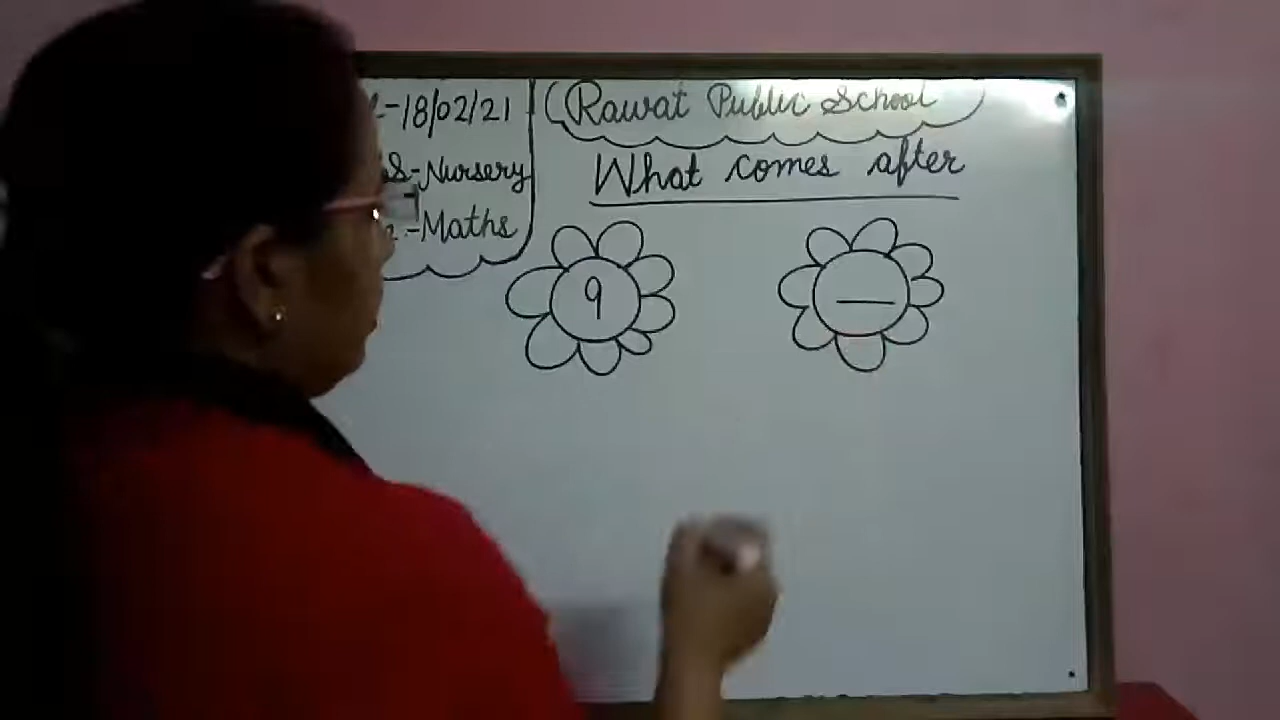 -18/02/21
S-Nursery
-Maths
Rawat Public School
What comes after
9